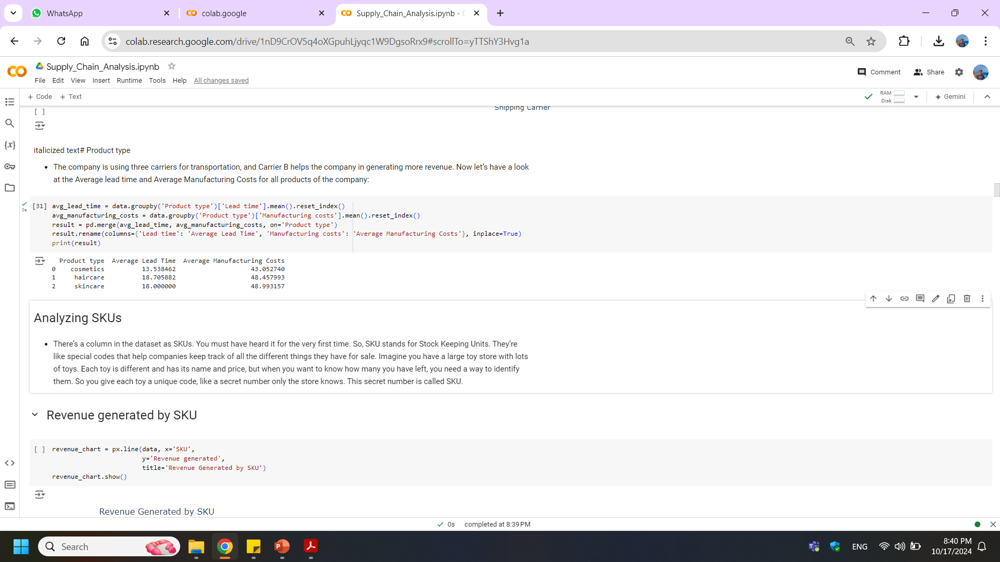 WhatsApp
colab.google
Supply_Chain_Analysis.ipynb -
colab.research.google.com/drive/1nD9CrOV5q4oXGpuhLjyqc1W9DgsoRrx9#scrollTo=yTTShY3Hvg1a
Supply_Chain_Analysis.ipynb
Comment
Share
File Edit View Insert Runtime Tools Help All changes saved
+ Code + Text
RAM
Disk
Gemini
[ ]
Shipping Carrier
italicized text# Product type
• The company is using three carriers for transportation, and Carrier B helps the company in generating more revenue. Now let’s have a look
at the Average lead time and Average Manufacturing Costs for all products of the company:
0s
[31] avg_lead_time = data.groupby('Product type')['Lead time'].mean().reset_index()
avg_manufacturing_costs = data.groupby('Product type')['Manufacturing costs'].mean().reset_index()
result = pd.merge(avg_lead_time, avg_manufacturing_costs, on='Product type')
result.rename(columns={'Lead time': 'Average Lead Time', 'Manufacturing costs': 'Average Manufacturing Costs'}, inplace=True)
print(result)
Product type Average Lead Time Average Manufacturing Costs
0 cosmetics 13.538462 43.052740
1 haircare 18.705882 48.457993
2 skincare 18.000000 48.993157
Analyzing SKUs
• There’s a column in the dataset as SKUs. You must have heard it for the very first time. So, SKU stands for Stock Keeping Units. They’re
like special codes that help companies keep track of all the different things they have for sale. Imagine you have a large toy store with lots
of toys. Each toy is different and has its name and price, but when you want to know how many you have left, you need a way to identify
them. So you give each toy a unique code, like a secret number only the store knows. This secret number is called SKU.
Revenue generated by SKU
[ ] revenue_chart = px.line(data, x='SKU',
y='Revenue generated',
title='Revenue Generated by SKU')
revenue_chart.show()
Revenue Generated by SKU
0s completed at 8:39 PM
Search
ENG
8:40 PM
10/17/2024